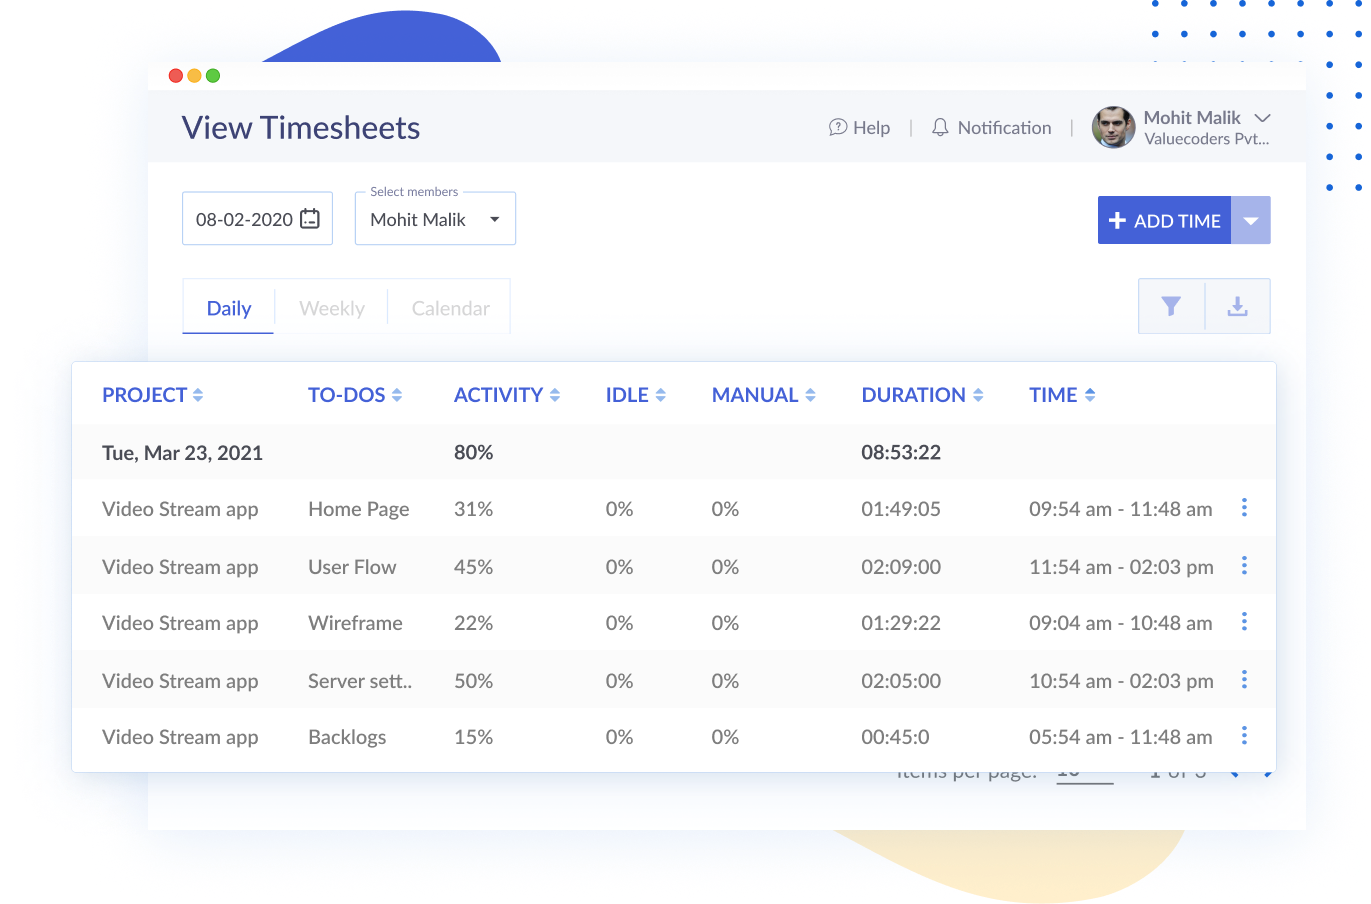 View Timesheets
Help
Notification
Mohit Malik
Valuecoders Pvt...
08-02-2020
Select members
Mohit Malik
ADD TIME
Daily Weekly Calendar
PROJECT TO-DOS ACTIVITY IDLE MANUAL DURATION TIME
Tue, Mar 23, 2021 80% 08:53:22
Video Stream app Home Page 31% 0% 0% 01:49:05 09:54 am - 11:48 am
Video Stream app User Flow 45% 0% 0% 02:09:00 11:54 am - 02:03 pm
Video Stream app Wireframe 22% 0% 0% 01:29:22 09:04 am - 10:48 am
Video Stream app Server sett.. 50% 0% 0% 02:05:00 10:54 am - 02:03 pm
Video Stream app Backlogs 15% 0% 0% 00:45:0 05:54 am - 11:48 am
Items per page: